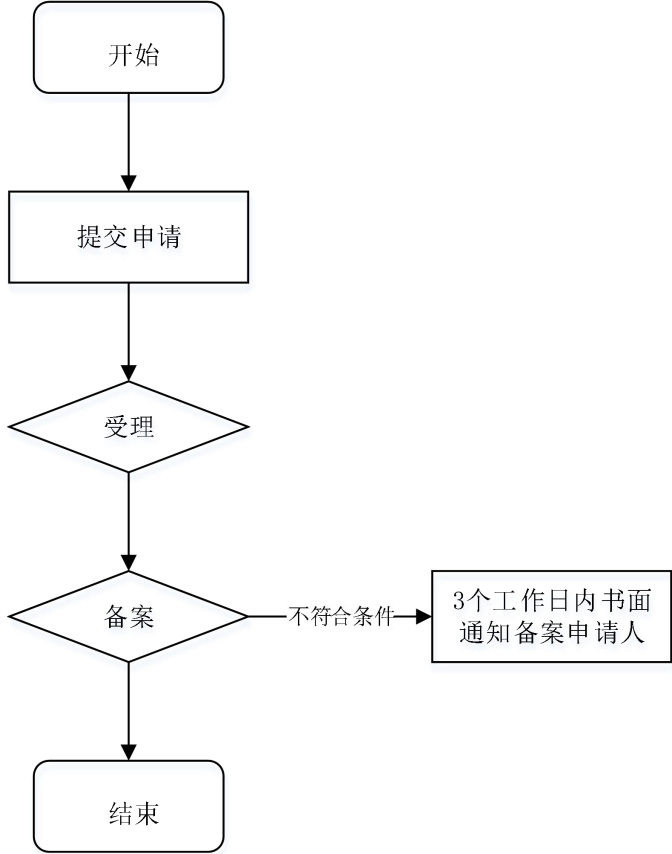 开始
提交申请
受理
备案
不符合条件
3个工作日内书面
通知备案申请人
结束